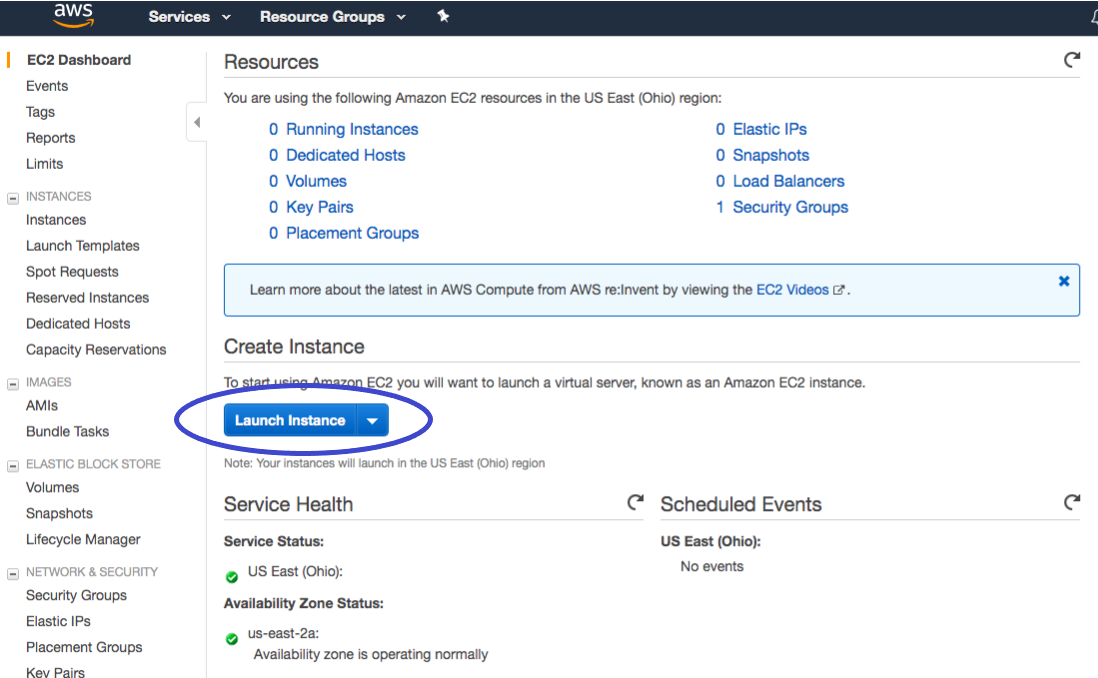 aws
Services
Resource Groups
EC2 Dashboard
Events
Tags
Reports
Limits
INSTANCES
Instances
Launch Templates
Spot Requests
Reserved Instances
Dedicated Hosts
Capacity Reservations
IMAGES
AMIs
Bundle Tasks
ELASTIC BLOCK STORE
Volumes
Snapshots
Lifecycle Manager
NETWORK & SECURITY
Security Groups
Elastic IPs
Placement Groups
Key Pairs
Resources
You are using the following Amazon EC2 resources in the US East (Ohio) region:
0 Running Instances
0 Dedicated Hosts
0 Volumes
0 Key Pairs
0 Placement Groups
0 Elastic IPs
0 Snapshots
0 Load Balancers
1 Security Groups
Learn more about the latest in AWS Compute from AWS re:Invent by viewing the EC2 Videos .
Create Instance
To start using Amazon EC2 you will want to launch a virtual server, known as an Amazon EC2 instance.
Launch Instance
Note: Your instances will launch in the US East (Ohio) region
Service Health
Service Status:
US East (Ohio):
Availability Zone Status:
us-east-2a:
Availability zone is operating normally
Scheduled Events
US East (Ohio):
No events